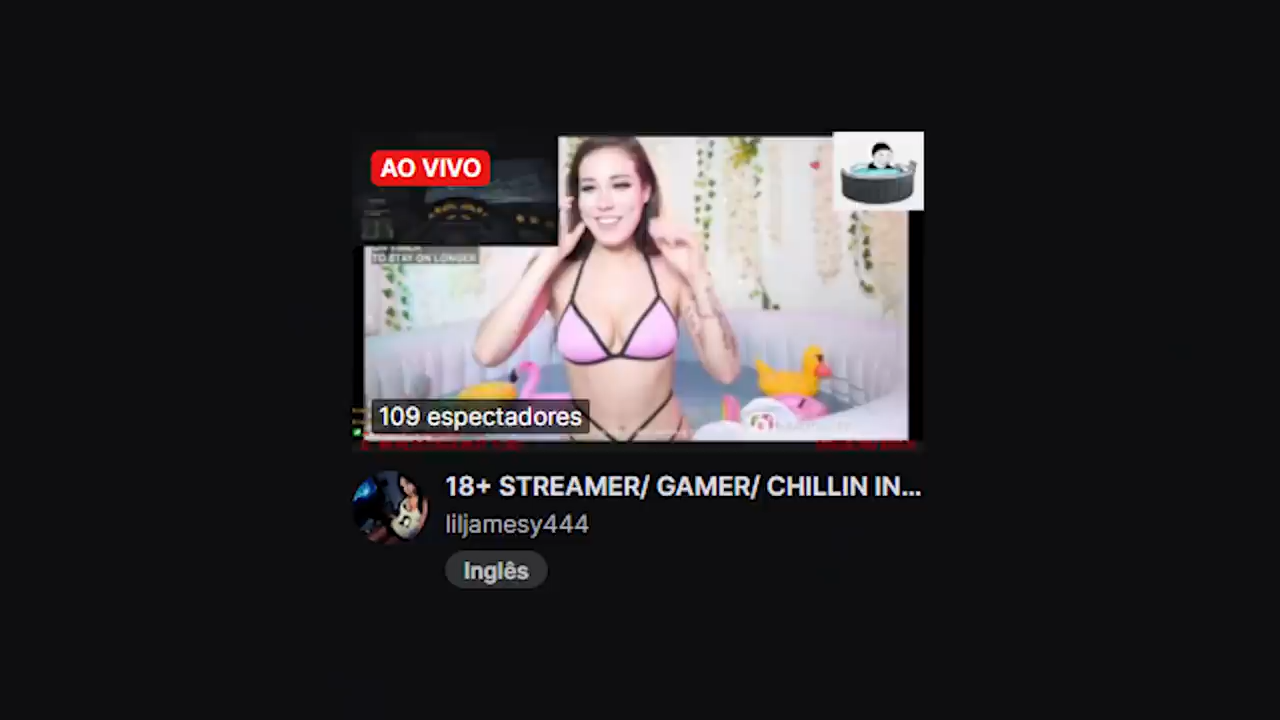 AO VIVO
TO STAY ON LONGER
109 espectadores
18+ STREAMER/ GAMER/ CHILLIN IN...
liljamesy444
Inglês